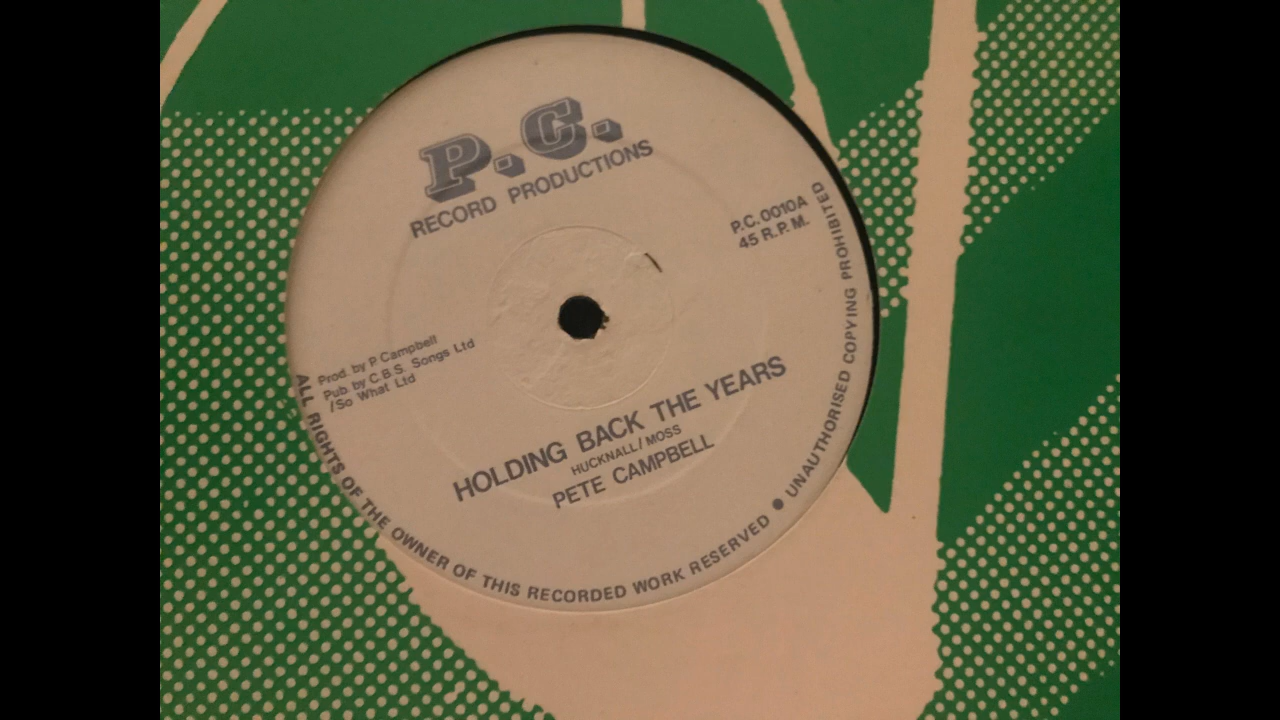 P.C.
RECORD PRODUCTIONS
P.C. 0010A
45 R.P.M.
Prod. by P. Campbell
Pub. by C.B.S. Songs Ltd
/So What Ltd
HOLDING BACK THE YEARS
HUCKNALL/MOSS
PETE CAMPBELL
ALL RIGHTS OF THE OWNER OF THIS RECORDED WORK RESERVED ● UNAUTHORISED COPYING PROHIBITED